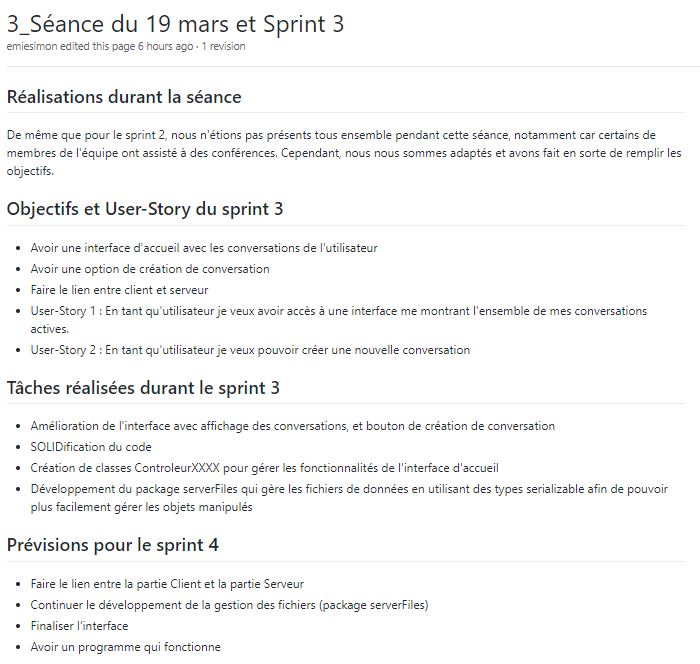 3_Séance du 19 mars et Sprint 3
emiesimon edited this page 6 hours ago · 1 revision
Réalisations durant la séance
De même que pour le sprint 2, nous n'étions pas présents tous ensemble pendant cette séance, notamment car certains de
membres de l'équipe ont assisté à des conférences. Cependant, nous nous sommes adaptés et avons fait en sorte de remplir les
objectifs.
Objectifs et User-Story du sprint 3
• Avoir une interface d'accueil avec les conversations de l'utilisateur
• Avoir une option de création de conversation
• Faire le lien entre client et serveur
• User-Story 1 : En tant qu'utilisateur je veux avoir accès à une interface me montrant l'ensemble de mes conversations
actives.
• User-Story 2 : En tant qu'utilisateur je veux pouvoir créer une nouvelle conversation
Tâches réalisées durant le sprint 3
• Amélioration de l'interface avec affichage des conversations, et bouton de création de conversation
• SOLIDification du code
• Création de classes ControleurXXXX pour gérer les fonctionnalités de l'interface d'accueil
• Développement du package serverFiles qui gère les fichiers de données en utilisant des types serializable afin de pouvoir
plus facilement gérer les objets manipulés
Prévisions pour le sprint 4
• Faire le lien entre la partie Client et la partie Serveur
• Continuer le développement de la gestion des fichiers (package serverFiles)
• Finaliser l'interface
• Avoir un programme qui fonctionne